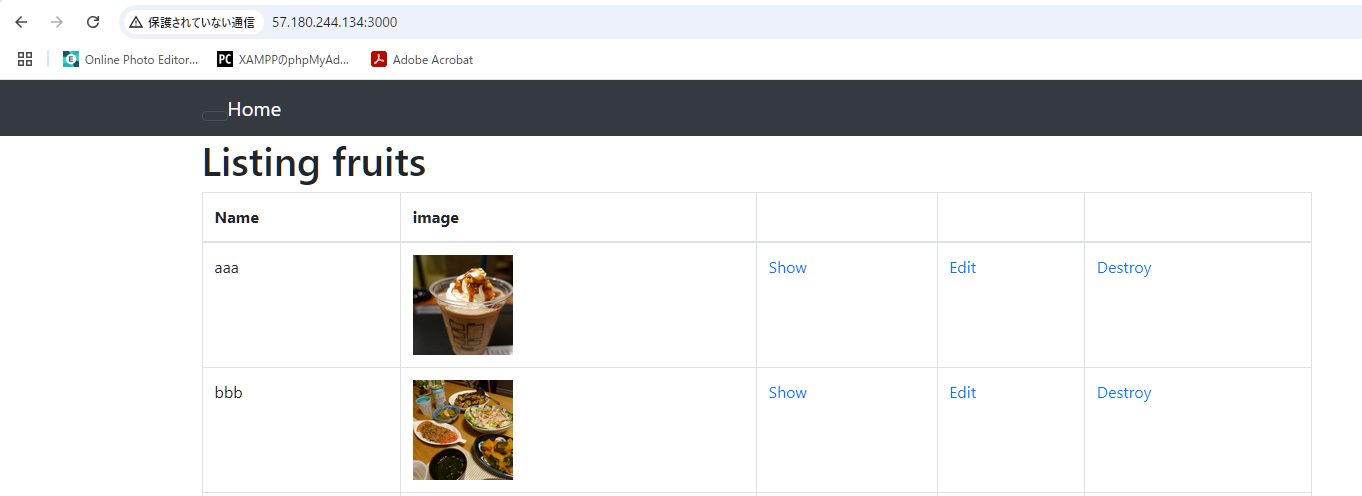 保護されていない通信 57.180.244.134:3000
Online Photo Editor... XAMPPのphpMyAd... Adobe Acrobat
Home
Listing fruits
Name image
aaa Show Edit Destroy
bbb Show Edit Destroy